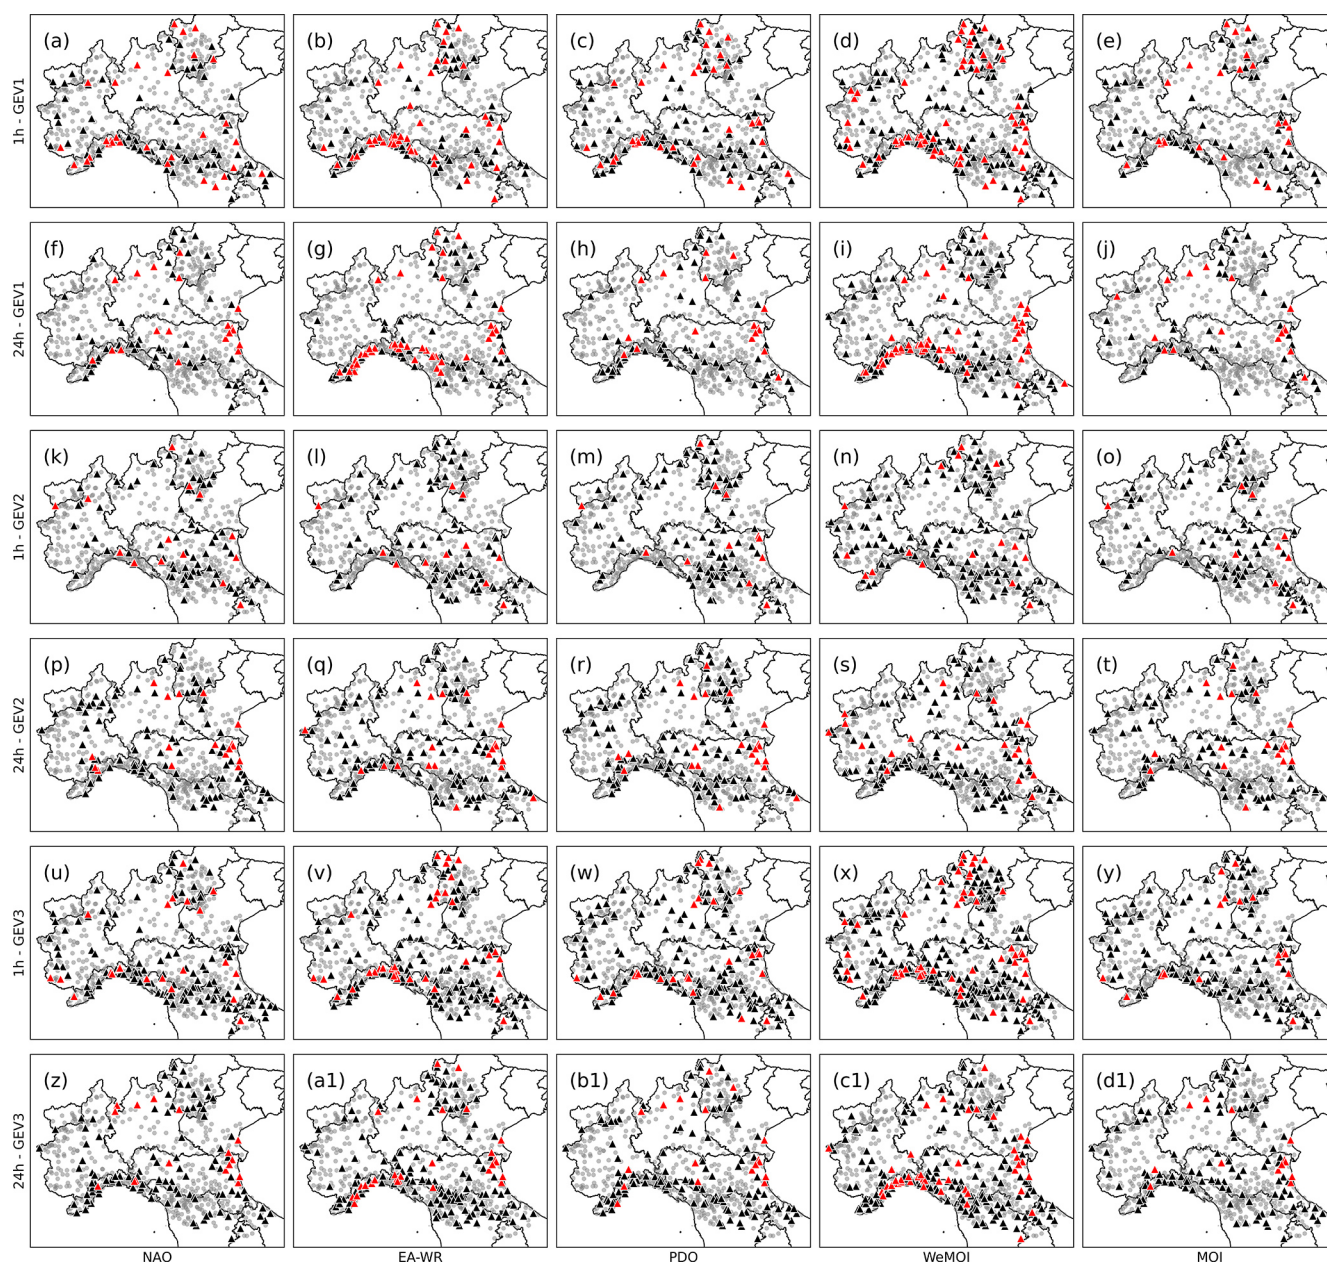 (a) (b) (c) (d) (e)
1h - GEV1
(f) (g) (h) (i) (j)
24h - GEV1
(k) (l) (m) (n) (o)
1h - GEV2
(p) (q) (r) (s) (t)
24h - GEV2
(u) (v) (w) (x) (y)
1h - GEV3
(z) (a1) (b1) (c1) (d1)
24h - GEV3
NAO EA-WR PDO WeMOI MOI